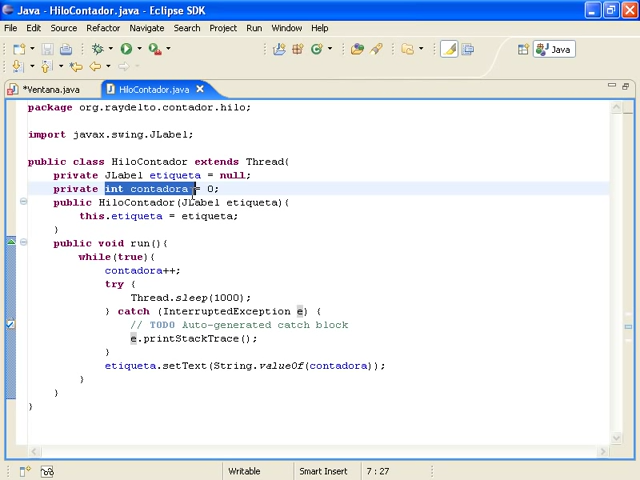 Java - HiloContador.java - Eclipse SDK
File Edit Source Refactor Navigate Search Project Run Window Help
Java
*Ventana.java HiloContador.java
package org.raydelto.contador.hilo;
import javax.swing.JLabel;
public class HiloContador extends Thread{
private JLabel etiqueta = null;
private int contadora = 0;
public HiloContador(JLabel etiqueta){
this.etiqueta = etiqueta;
}
public void run(){
while(true){
contadora++;
try {
Thread.sleep(1000);
} catch (InterruptedException e) {
// TODO Auto-generated catch block
e.printStackTrace();
}
etiqueta.setText(String.valueOf(contadora));
}
}
}
Writable Smart Insert 7 : 27